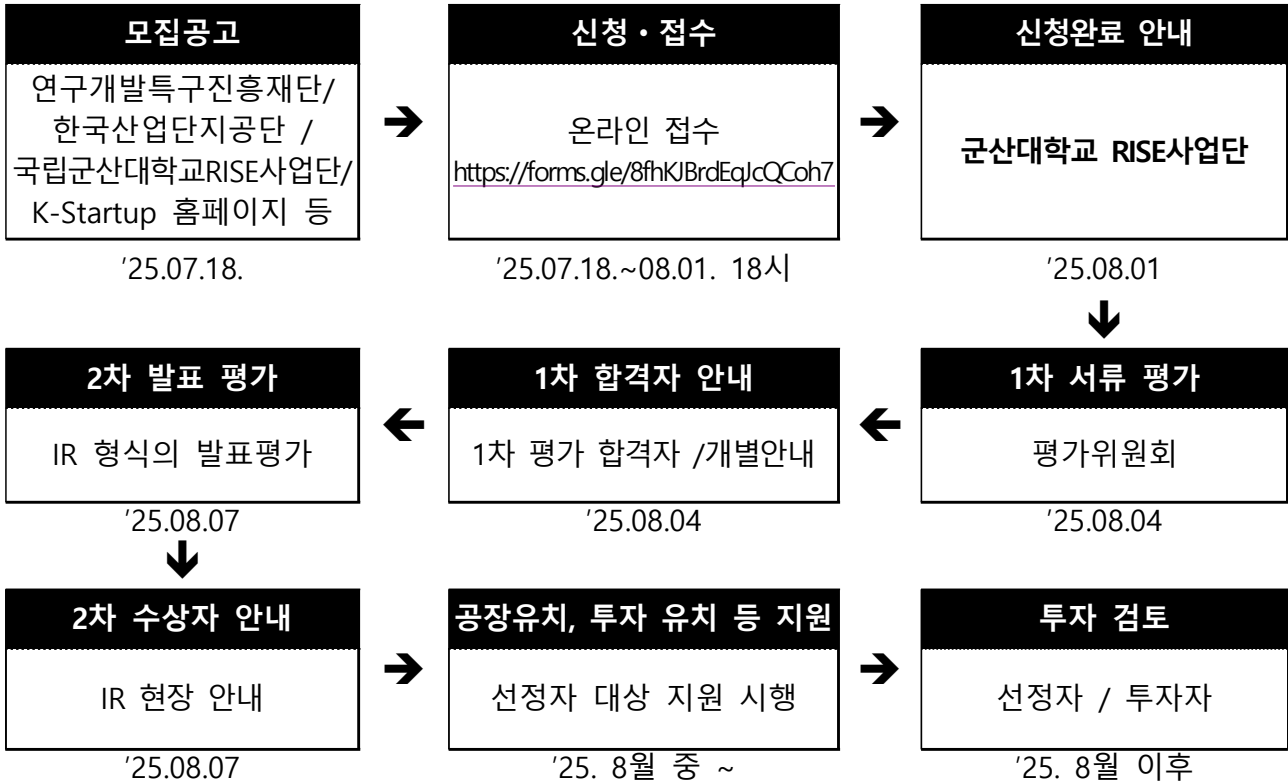 모집공고
연구개발특구진흥재단/
한국산업단지공단 /
국립군산대학교RISE사업단/
K-Startup 홈페이지 등
'25.07.18.
신청・접수
온라인 접수
https://forms.gle/8fhKJBrdEqJcQCoh7
'25.07.18.~08.01. 18시
신청완료 안내
군산대학교 RISE사업단
'25.08.01
1차 서류 평가
평가위원회
'25.08.04
1차 합격자 안내
1차 평가 합격자 /개별안내
'25.08.04
2차 발표 평가
IR 형식의 발표평가
'25.08.07
2차 수상자 안내
IR 현장 안내
'25.08.07
공장유치, 투자 유치 등 지원
선정자 대상 지원 시행
'25. 8월 중 ~
투자 검토
선정자 / 투자자
'25. 8월 이후